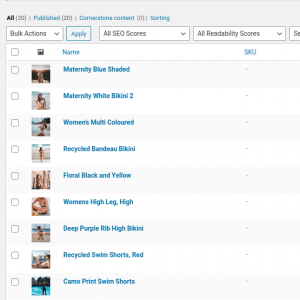 All (20) | Published (20) | Cornerstone content (0) | Sorting
Bulk Actions Apply All SEO Scores All Readability Scores Se
Name SKU
Maternity Blue Shaded –
Maternity White Bikini 2 –
Women's Multi Coloured –
Recycled Bandeau Bikini –
Floral Black and Yellow –
Womens High Leg, High –
Deep Purple Rib High Bikini –
Recycled Swim Shorts, Red –
Camo Print Swim Shorts –